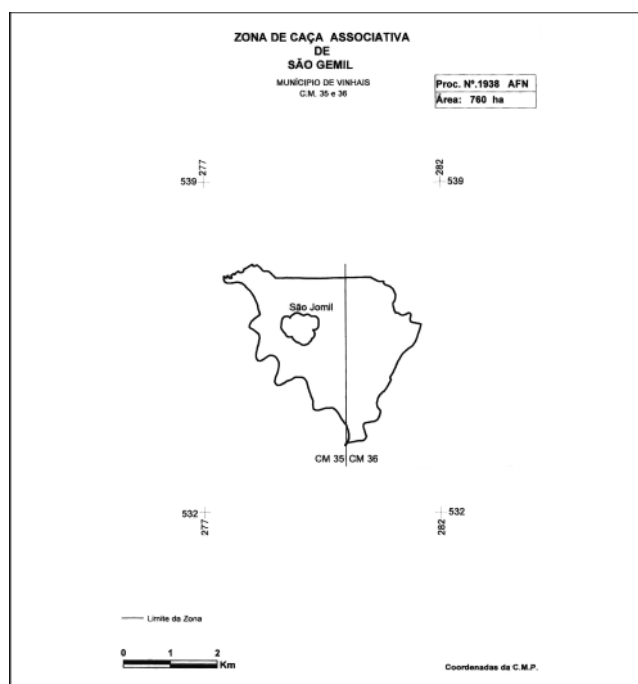 ZONA DE CAÇA ASSOCIATIVA
DE
SÃO GEMIL
MUNÍCIPIO DE VINHAIS
C.M. 35 e 36
Proc. Nº.1938 AFN
Área: 760 ha
277
282
539
539
São Jomil
CM 35
CM 36
532
532
277
282
Limite da Zona
0 1 2
Km
Coordenadas da C.M.P.